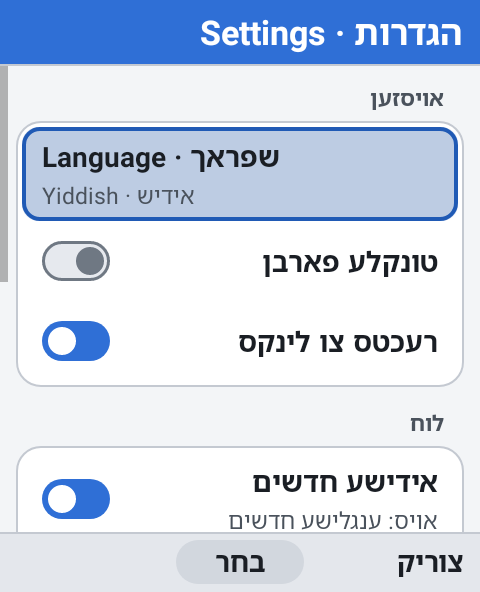 הגדרות · Settings
אויסזען
Language · שפראך
Yiddish · אידיש
טונקלע פארבן
רעכטס צו לינקס
לוח
אידישע חדשים
אויס: ענגלישע חדשים
צוריק
בחר